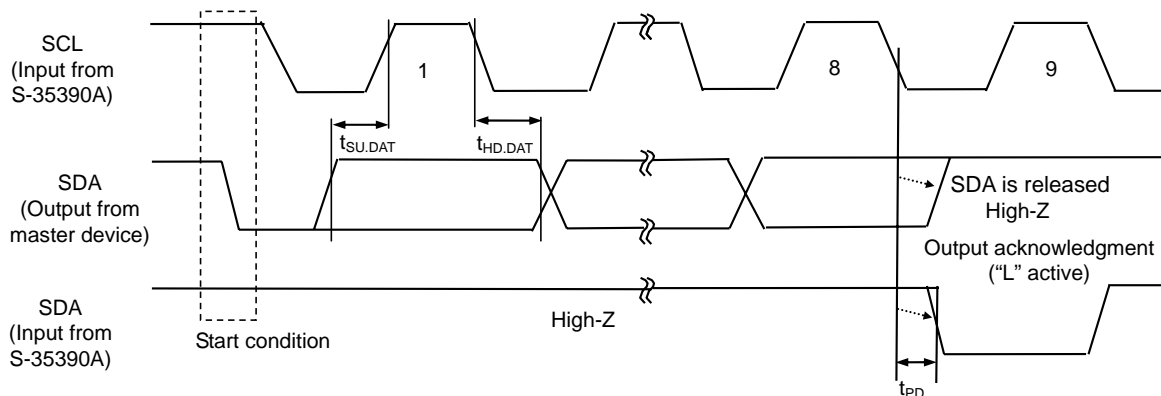 SCL
(Input from
S-35390A)
1
8
9
tSU.DAT
tHD.DAT
SDA
(Output from
master device)
SDA is released
High-Z
Output acknowledgment
(“L” active)
SDA
(Input from
S-35390A)
Start condition
High-Z
tPD